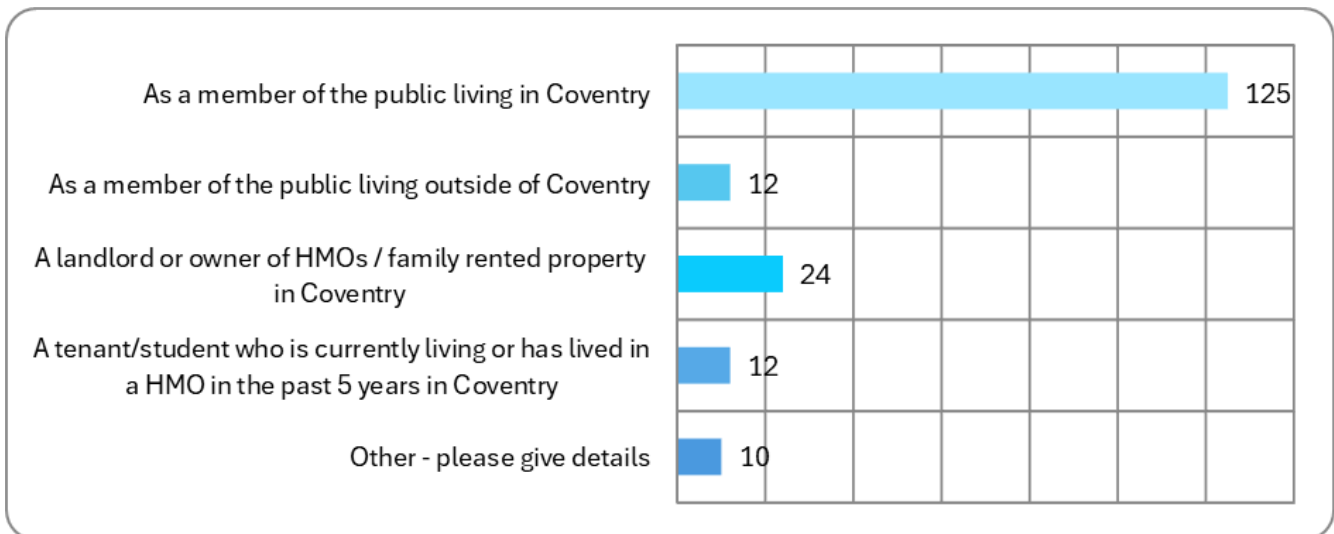 As a member of the public living in Coventry
125
As a member of the public living outside of Coventry
12
A landlord or owner of HMOs / family rented property
in Coventry
24
A tenant/student who is currently living or has lived in
a HMO in the past 5 years in Coventry
12
Other - please give details
10